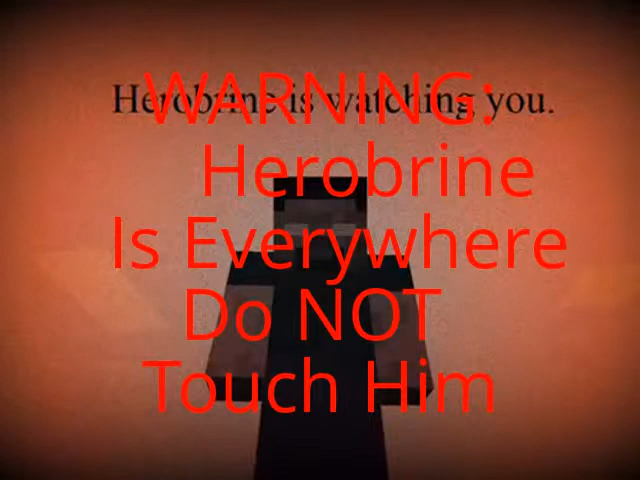 Herobrine is watching you.
WARNING:
Herobrine
Is Everywhere
Do NOT
Touch Him